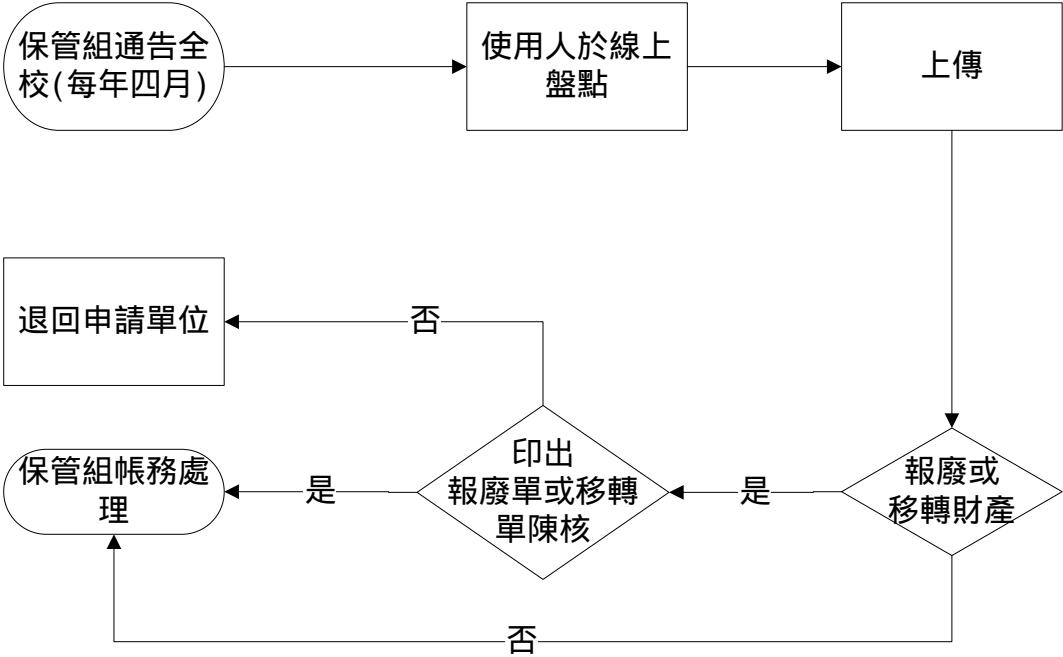 保管組通告全
校(每年四月)
使用人於線上
盤點
上傳
退回申請單位
否
保管組帳務處
理
是
印出
報廢單或移轉
單陳核
是
報廢或
移轉財產
否